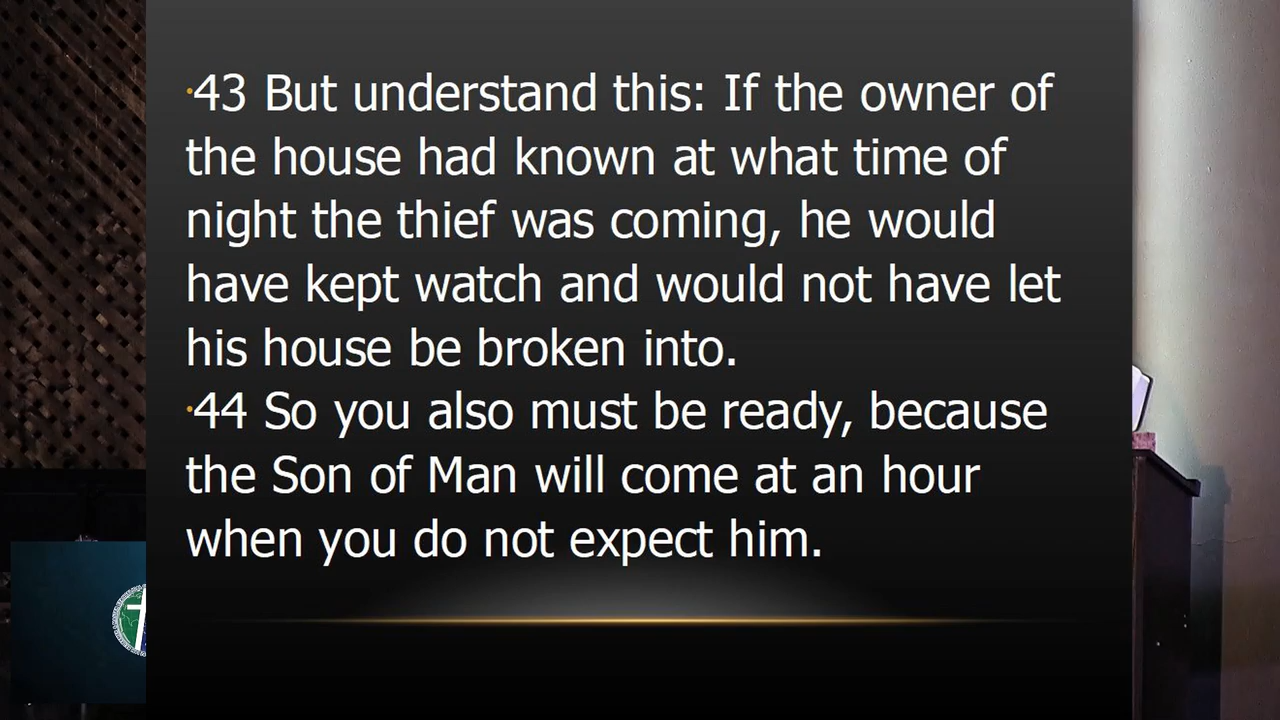 •43 But understand this: If the owner of
the house had known at what time of
night the thief was coming, he would
have kept watch and would not have let
his house be broken into.
•44 So you also must be ready, because
the Son of Man will come at an hour
when you do not expect him.